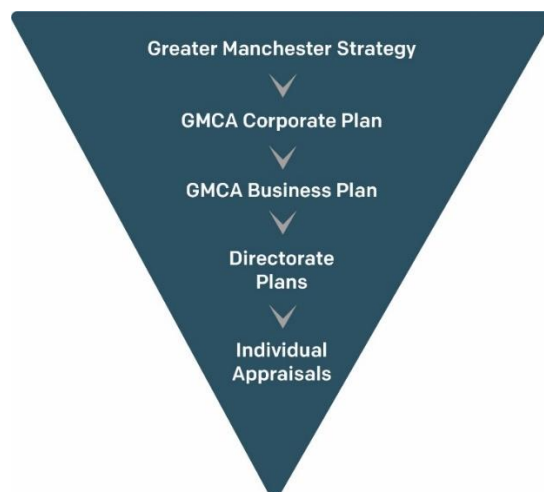 Greater Manchester Strategy
GMCA Corporate Plan
GMCA Business Plan
Directorate
Plans
Individual
Appraisals